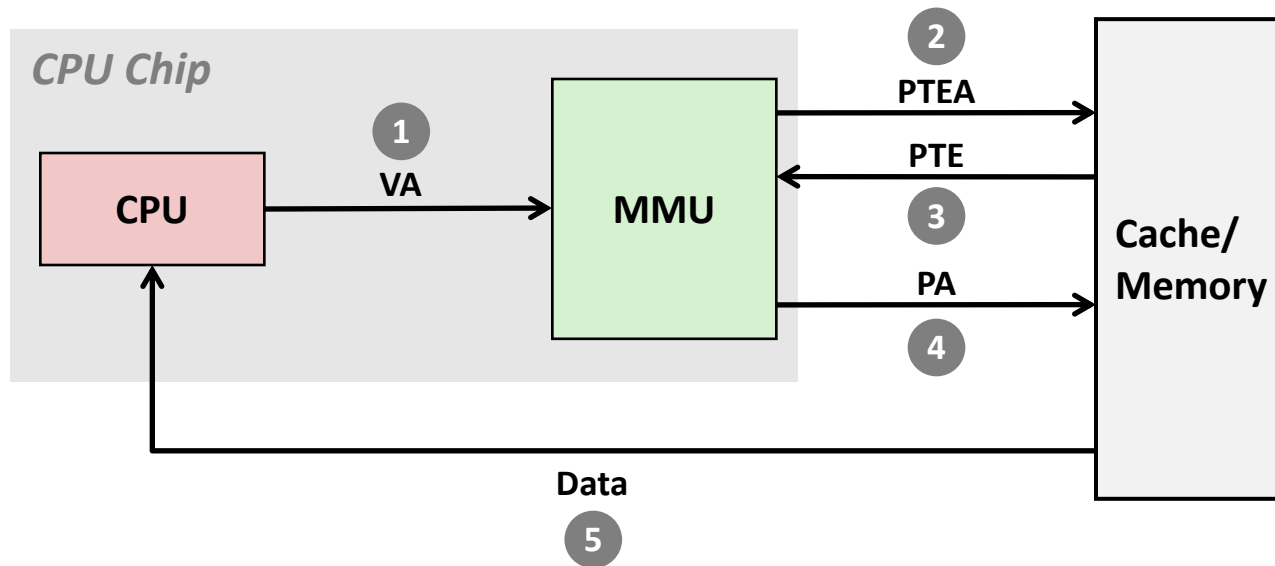 CPU Chip
2
PTEA
1
VA
CPU
MMU
PTE
3
Cache/
Memory
PA
4
Data
5